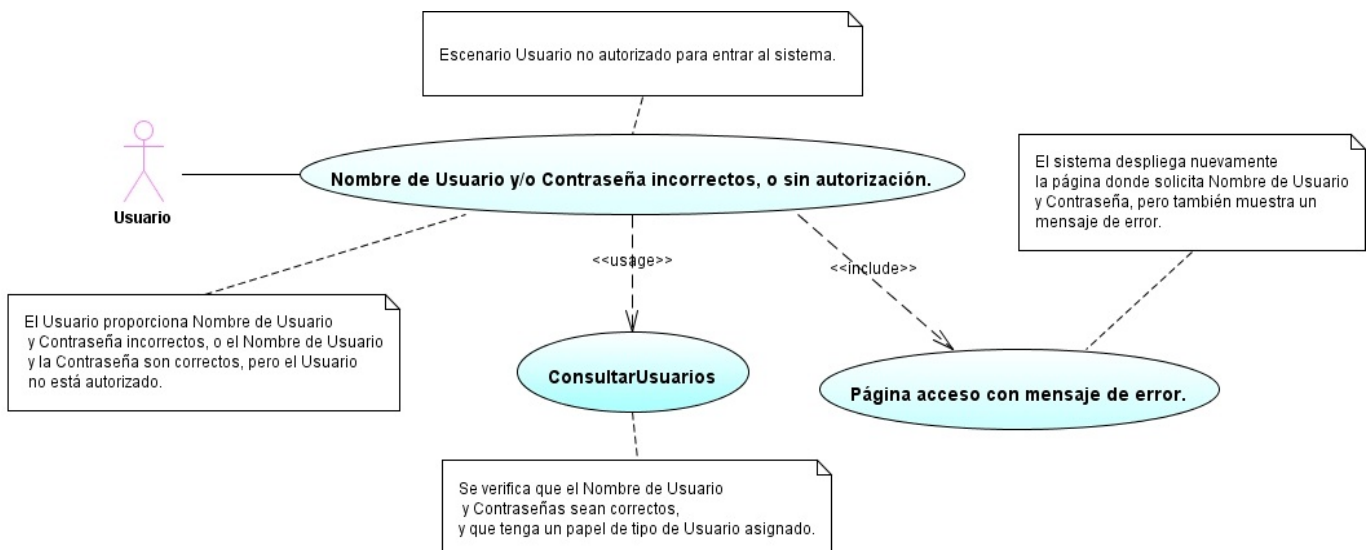 Escenario Usuario no autorizado para entrar al sistema.
Usuario
Nombre de Usuario y/o Contraseña incorrectos, o sin autorización.
El sistema despliega nuevamente
la página donde solicita Nombre de Usuario
y Contraseña, pero también muestra un
mensaje de error.
<<usage>>
<<include>>
El Usuario proporciona Nombre de Usuario
y Contraseña incorrectos, o el Nombre de Usuario
y la Contraseña son correctos, pero el Usuario
no está autorizado.
ConsultarUsuarios
Página acceso con mensaje de error.
Se verifica que el Nombre de Usuario
y Contraseñas sean correctos,
y que tenga un papel de tipo de Usuario asignado.